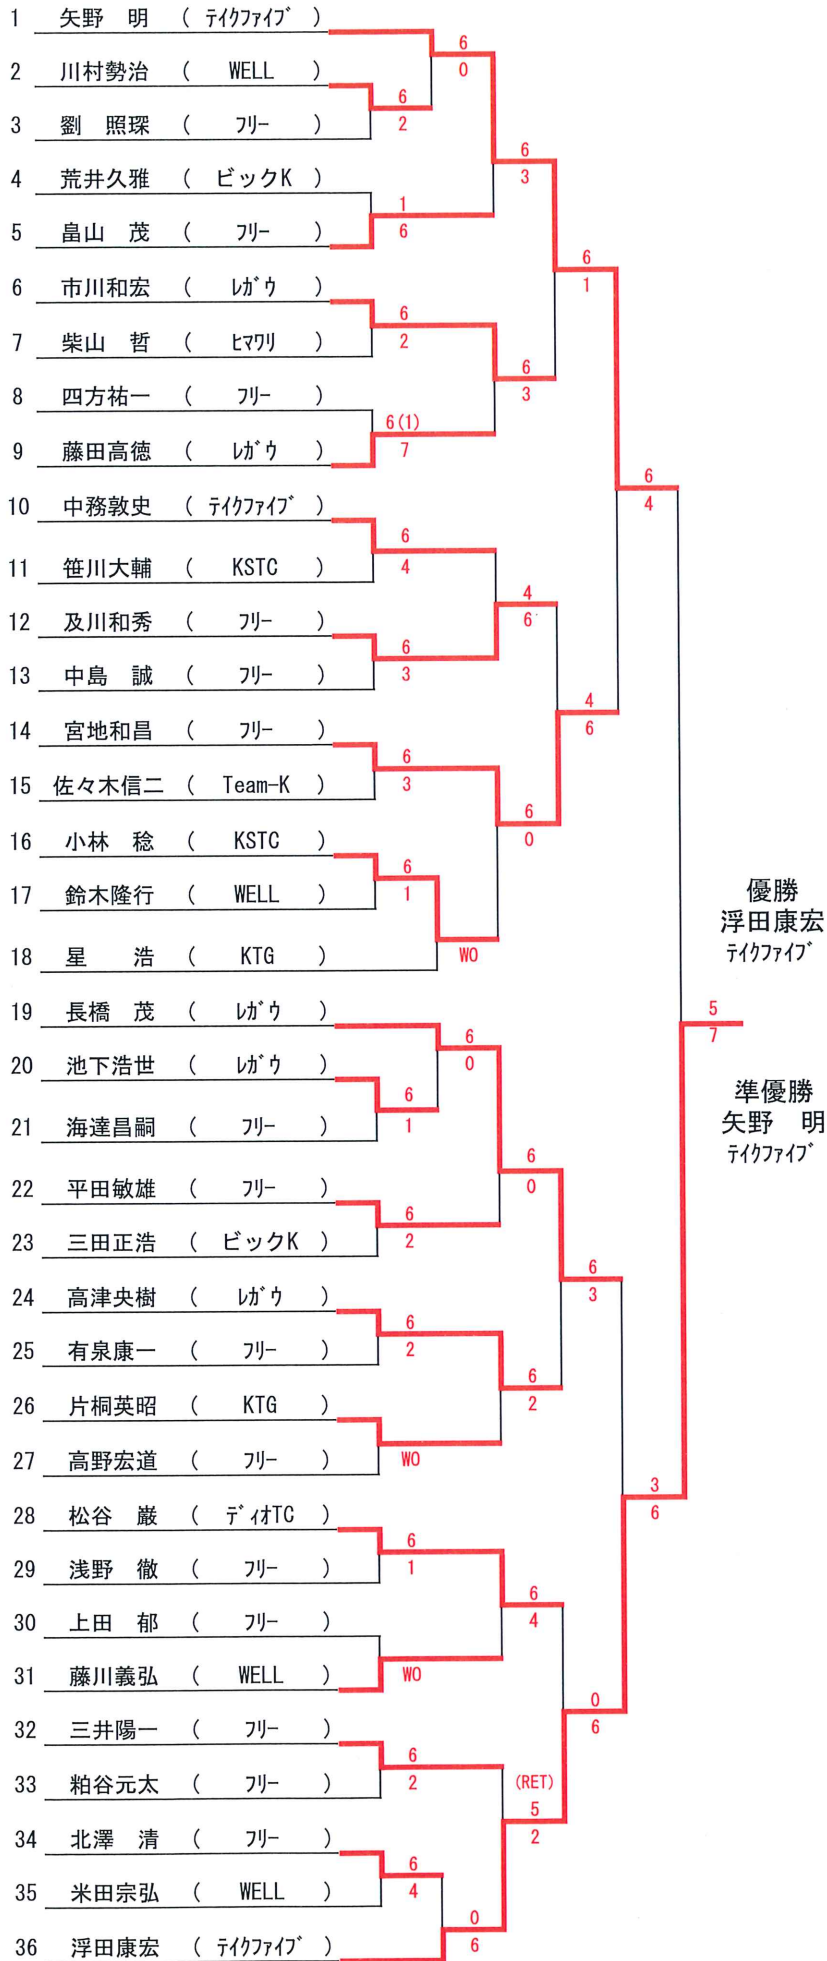 1 矢野 明 ( ﾃｲｸﾌｧｲﾌﾞ )
6
0
2 川村勢治 ( WELL )
6
2
3 劉 照琛 ( ﾌﾘｰ )
6
3
4 荒井久雅 ( ビックK )
1
6
5 畠山 茂 ( ﾌﾘｰ )
6
1
6 市川和宏 ( ﾚｶﾞｳ )
6
2
7 柴山 哲 ( ﾋﾏﾜﾘ )
6
3
8 四方祐一 ( ﾌﾘｰ )
6(1)
7
9 藤田高徳 ( ﾚｶﾞｳ )
6
4
10 中務敦史 ( ﾃｲｸﾌｧｲﾌﾞ )
6
4
11 笹川大輔 ( KSTC )
4
6
12 及川和秀 ( ﾌﾘｰ )
6
3
13 中島 誠 ( ﾌﾘｰ )
4
6
14 宮地和昌 ( ﾌﾘｰ )
6
3
15 佐々木信二 ( Team-K )
6
0
16 小林 稔 ( KSTC )
6
1
17 鈴木隆行 ( WELL )
18 星 浩 ( KTG )
WO
優勝
浮田康宏
ﾃｲｸﾌｧｲﾌﾞ
19 長橋 茂 ( ﾚｶﾞｳ )
5
7
6
0
20 池下浩世 ( ﾚｶﾞｳ )
6
1
21 海達昌嗣 ( ﾌﾘｰ )
準優勝
矢野 明
ﾃｲｸﾌｧｲﾌﾞ
6
0
22 平田敏雄 ( ﾌﾘｰ )
6
2
23 三田正浩 ( ビックK )
6
3
24 高津央樹 ( ﾚｶﾞｳ )
6
2
25 有泉康一 ( ﾌﾘｰ )
6
2
26 片桐英昭 ( KTG )
WO
27 高野宏道 ( ﾌﾘｰ )
3
6
28 松谷 巌 ( ﾃﾞｨｵTC )
6
1
29 浅野 徹 ( ﾌﾘｰ )
6
4
30 上田 郁 ( ﾌﾘｰ )
WO
31 藤川義弘 ( WELL )
0
6
32 三井陽一 ( ﾌﾘｰ )
6
2
33 粕谷元太 ( ﾌﾘｰ )
(RET)
5
2
34 北澤 清 ( ﾌﾘｰ )
6
4
35 米田宗弘 ( WELL )
0
6
36 浮田康宏 ( ﾃｲｸﾌｧｲﾌﾞ )